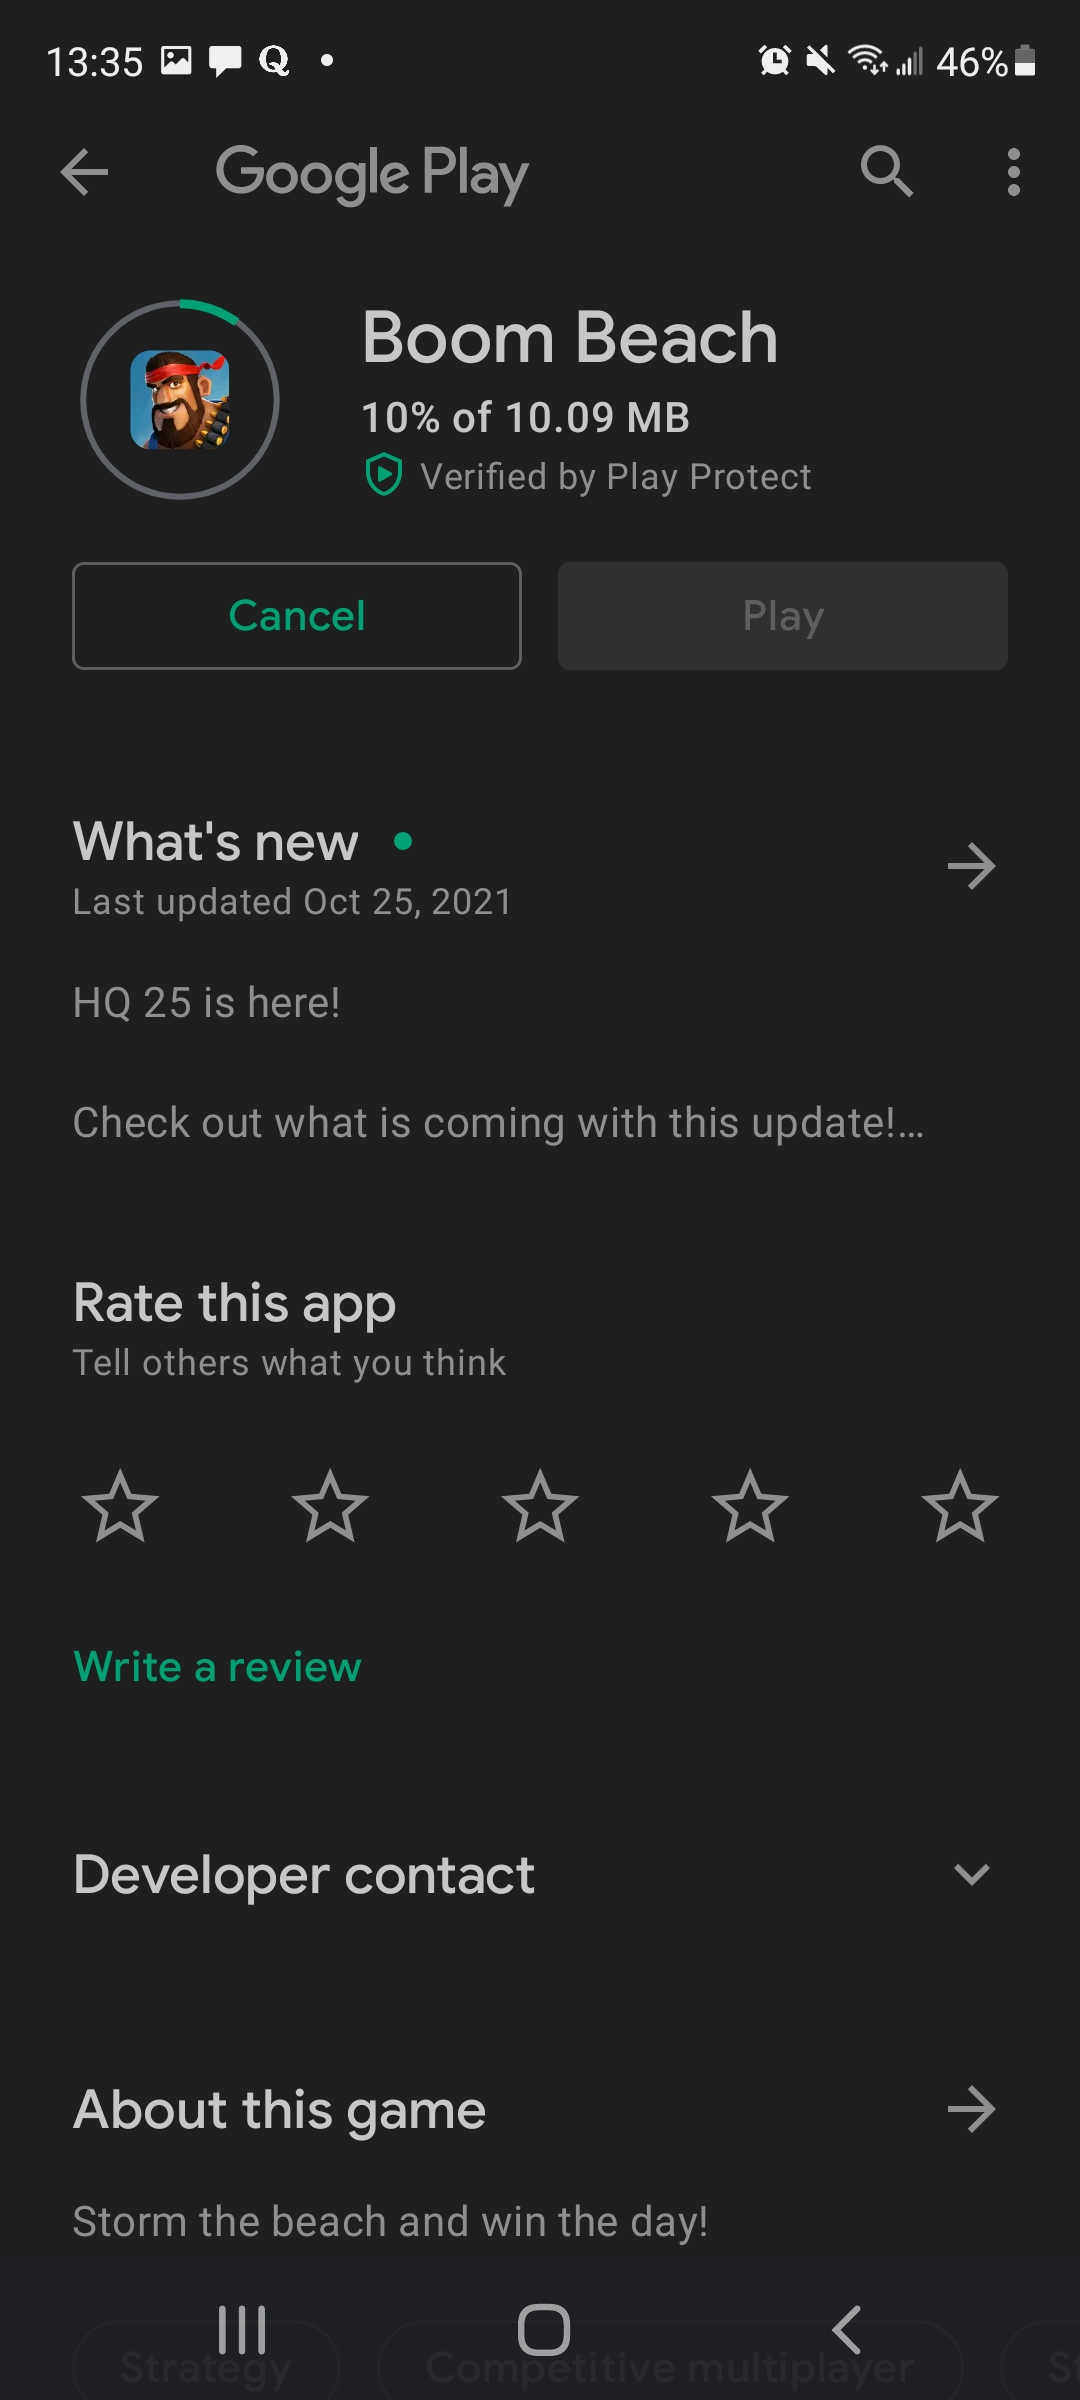 13:35
46%
Google Play
Boom Beach
10% of 10.09 MB
Verified by Play Protect
Cancel
Play
What's new
Last updated Oct 25, 2021
HQ 25 is here!
Check out what is coming with this update!...
Rate this app
Tell others what you think
Write a review
Developer contact
About this game
Storm the beach and win the day!
Strategy
Competitive multiplayer